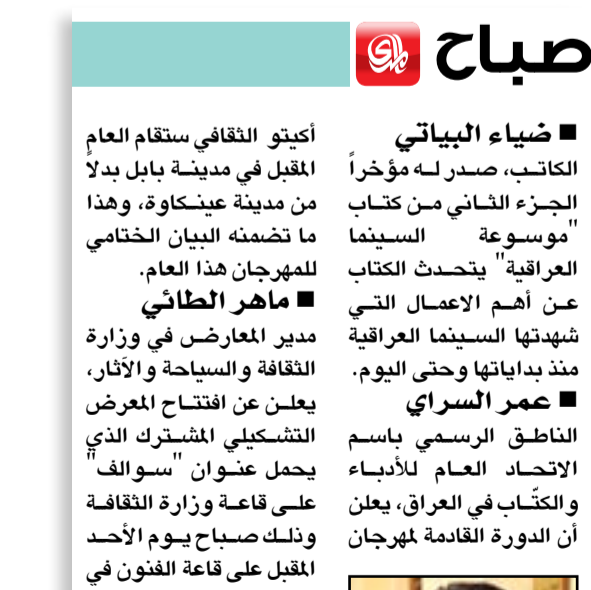 صباح
المدى
■ ضياء البياتي
الكاتب، صدر له مؤخراً
الجزء الثاني من كتاب
"موسوعة السينما
العراقية" يتحدث الكتاب
عن أهم الاعمال التي
شهدتها السينما العراقية
منذ بداياتها وحتى اليوم.
■ عمر السراي
الناطق الرسمي باسم
الاتحاد العام للأدباء
والكتّاب في العراق، يعلن
أن الدورة القادمة لمهرجان
أكيتو الثقافي ستقام العام
المقبل في مدينة بابل بدلاً
من مدينة عينكاوة، وهذا
ما تضمنه البيان الختامي
للمهرجان هذا العام.
■ ماهر الطائي
مدير المعارض في وزارة
الثقافة والسياحة والآثار،
يعلن عن افتتاح المعرض
التشكيلي المشترك الذي
يحمل عنوان "سوالف"
على قاعة وزارة الثقافة
وذلك صباح يوم الأحد
المقبل على قاعة الفنون في